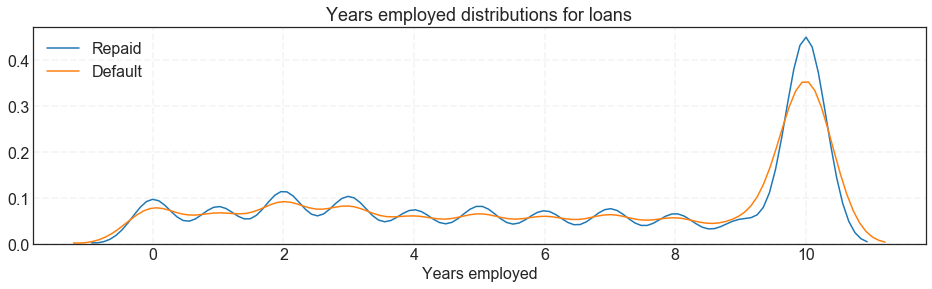 Years employed distributions for loans
Repaid
Default
0.4
0.3
0.2
0.1
0.0
0 2 4 6 8 10
Years employed